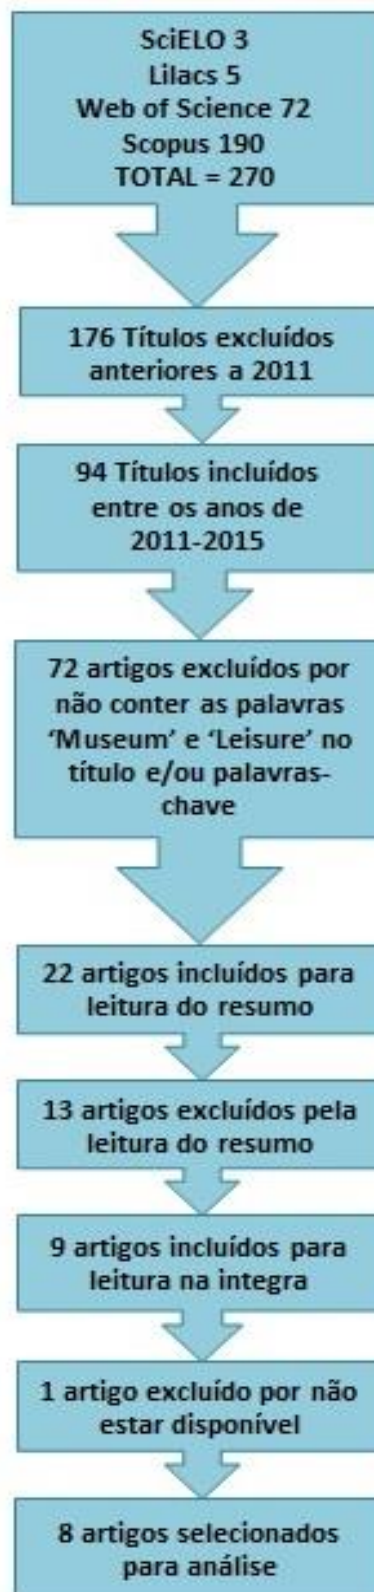 SciELO 3
Lilacs 5
Web of Science 72
Scopus 190
TOTAL = 270
176 Títulos excluídos
anteriores a 2011
94 Títulos incluídos
entre os anos de
2011-2015
72 artigos excluídos por
não conter as palavras
‘Museum’ e ‘Leisure’ no
título e/ou palavras-
chave
22 artigos incluídos para
leitura do resumo
13 artigos excluídos pela
leitura do resumo
9 artigos incluídos para
leitura na integra
1 artigo excluído por não
estar disponível
8 artigos selecionados
para análise